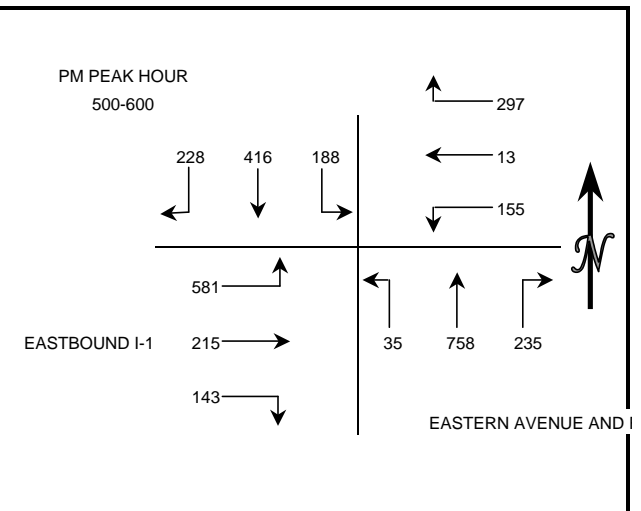 PM PEAK HOUR
500-600
297
228 416 188
13
155
N
581
EASTBOUND I-1 215
35 758 235
143
EASTERN AVENUE AND